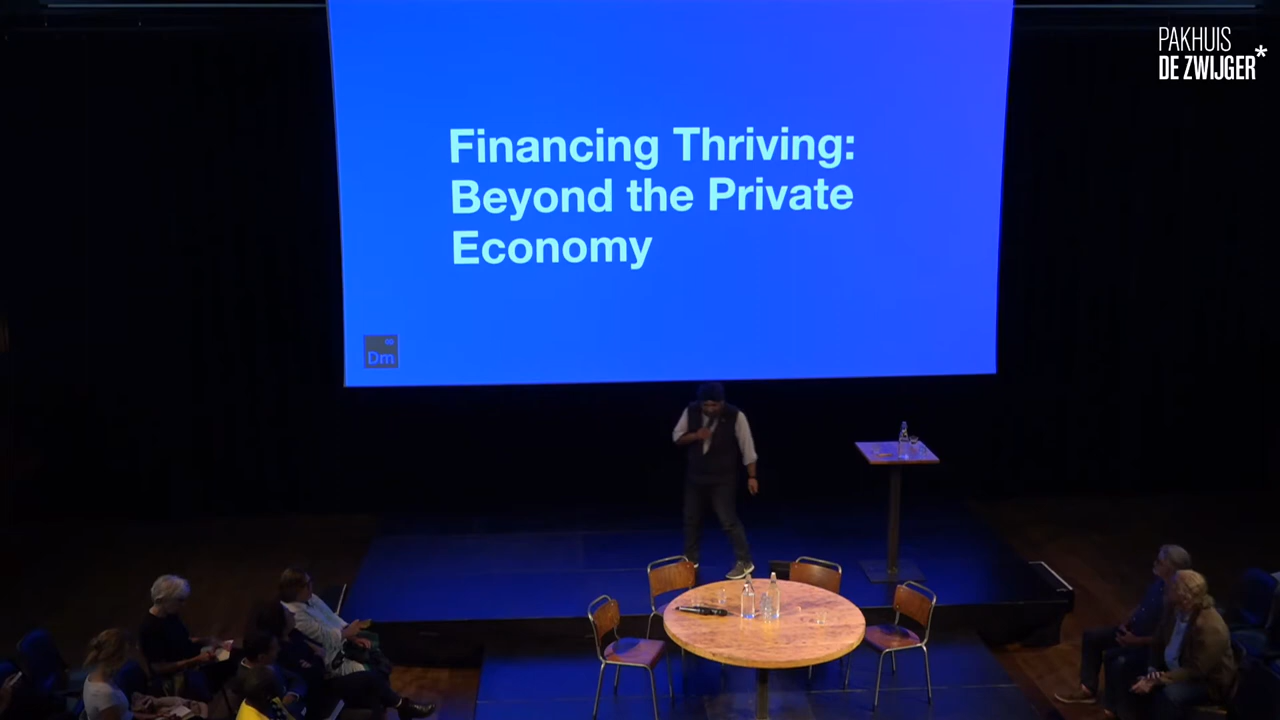 PAKHUIS
DE ZWIJGER*
Financing Thriving:
Beyond the Private
Economy
Dm